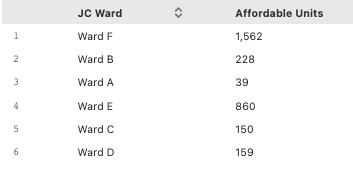 JC Ward Affordable Units
1 Ward F 1,562
2 Ward B 228
3 Ward A 39
4 Ward E 860
5 Ward C 150
6 Ward D 159